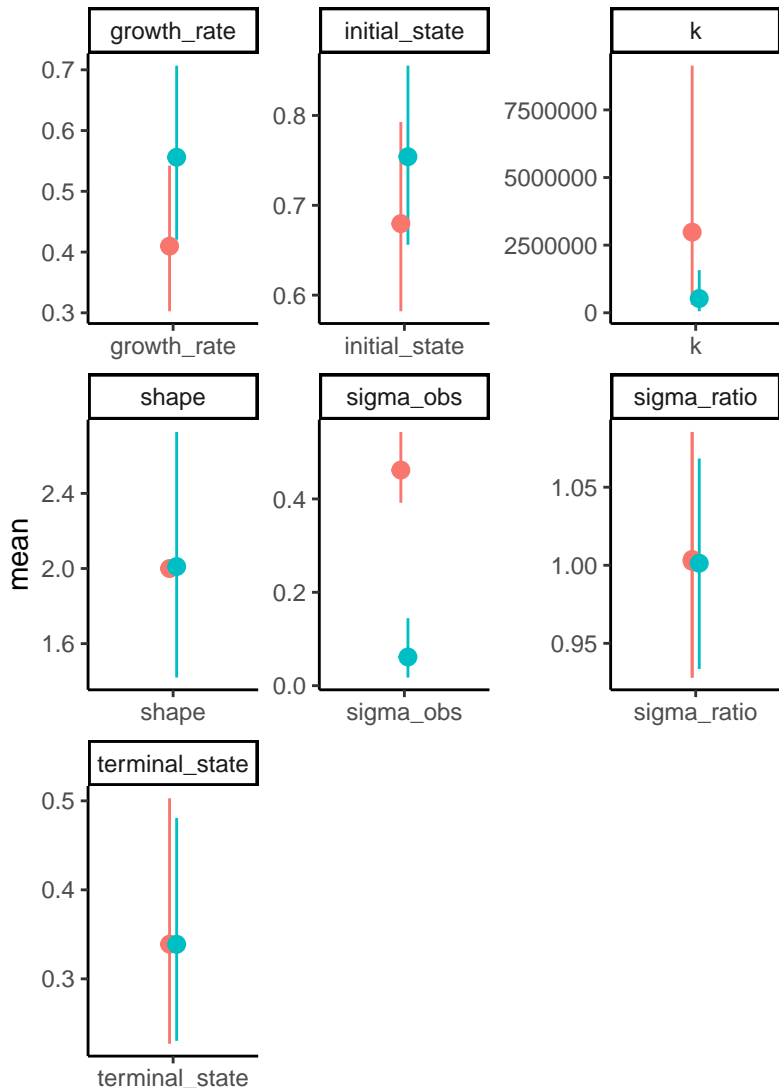 growth_rate
initial_state
k
0.7
0.6
0.5
0.4
0.3
growth_rate
0.8
0.7
0.6
initial_state
7500000
5000000
2500000
0
k
mean
shape
sigma_obs
sigma_ratio
2.4
2.0
1.6
shape
0.4
0.2
0.0
sigma_obs
1.05
1.00
0.95
sigma_ratio
terminal_state
0.5
0.4
0.3
terminal_state